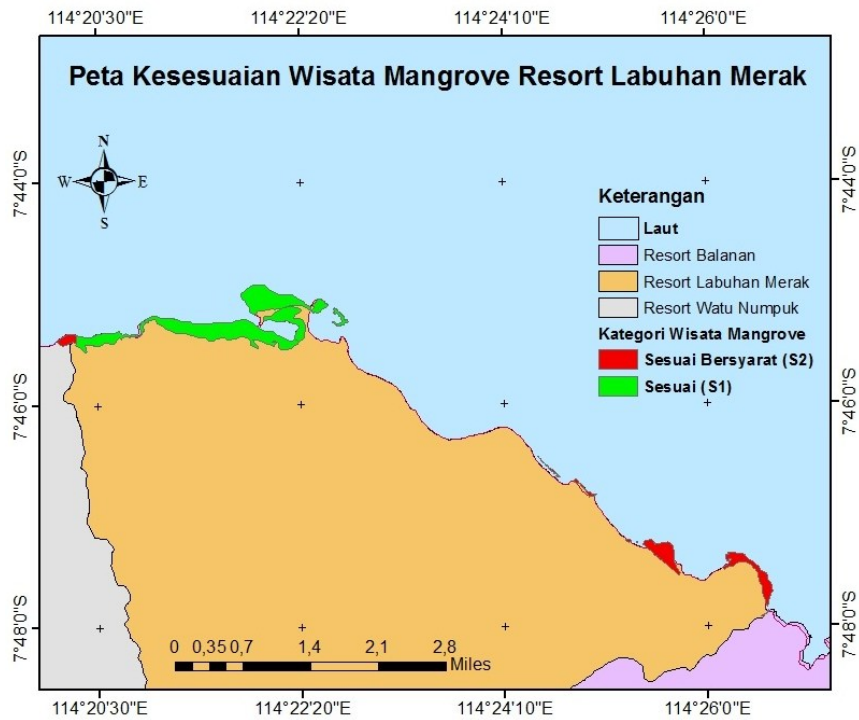 114°20'30"E 114°22'20"E 114°24'10"E 114°26'0"E
Peta Kesesuaian Wisata Mangrove Resort Labuhan Merak
N
W E
S
7°44'0"S 7°44'0"S
Keterangan
Laut
Resort Balanan
Resort Labuhan Merak
Resort Watu Numpuk
Kategori Wisata Mangrove
Sesuai Bersyarat (S2)
Sesuai (S1)
7°46'0"S 7°46'0"S
7°48'0"S 7°48'0"S
0 0,35 0,7 1,4 2,1 2,8
Miles
114°20'30"E 114°22'20"E 114°24'10"E 114°26'0"E